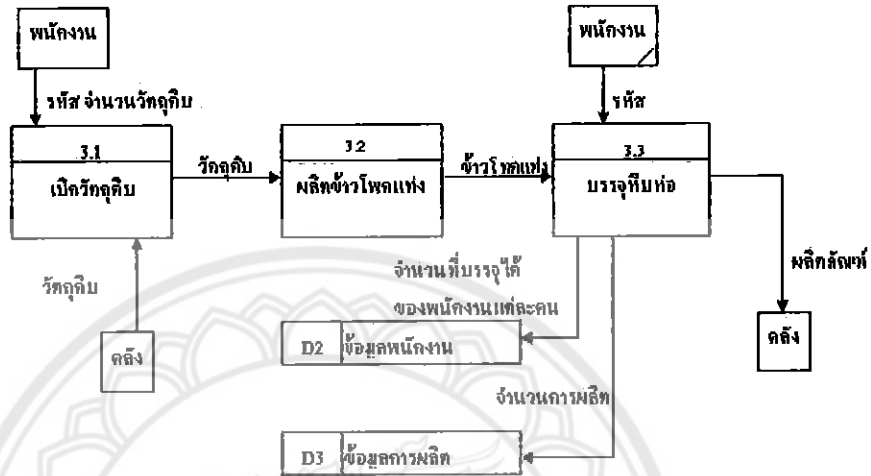 พนักงาน
พนักงาน
รหัส จำนวนวัตถุดิบ
รหัส
3.1
3.2
3.3
เบิกวัตถุดิบ
วัตถุดิบ
ผลิตข้าวโพดแท่ง
ข้าวโพดแท่ง
บรรจุหีบห่อ
ผลิตภัณฑ์
วัตถุดิบ
จำนวนที่บรรจุได้
ของพนักงานแต่ละคน
คลัง
D2 ข้อมูลพนักงาน
คลัง
จำนวนการผลิต
D3 ข้อมูลการผลิต